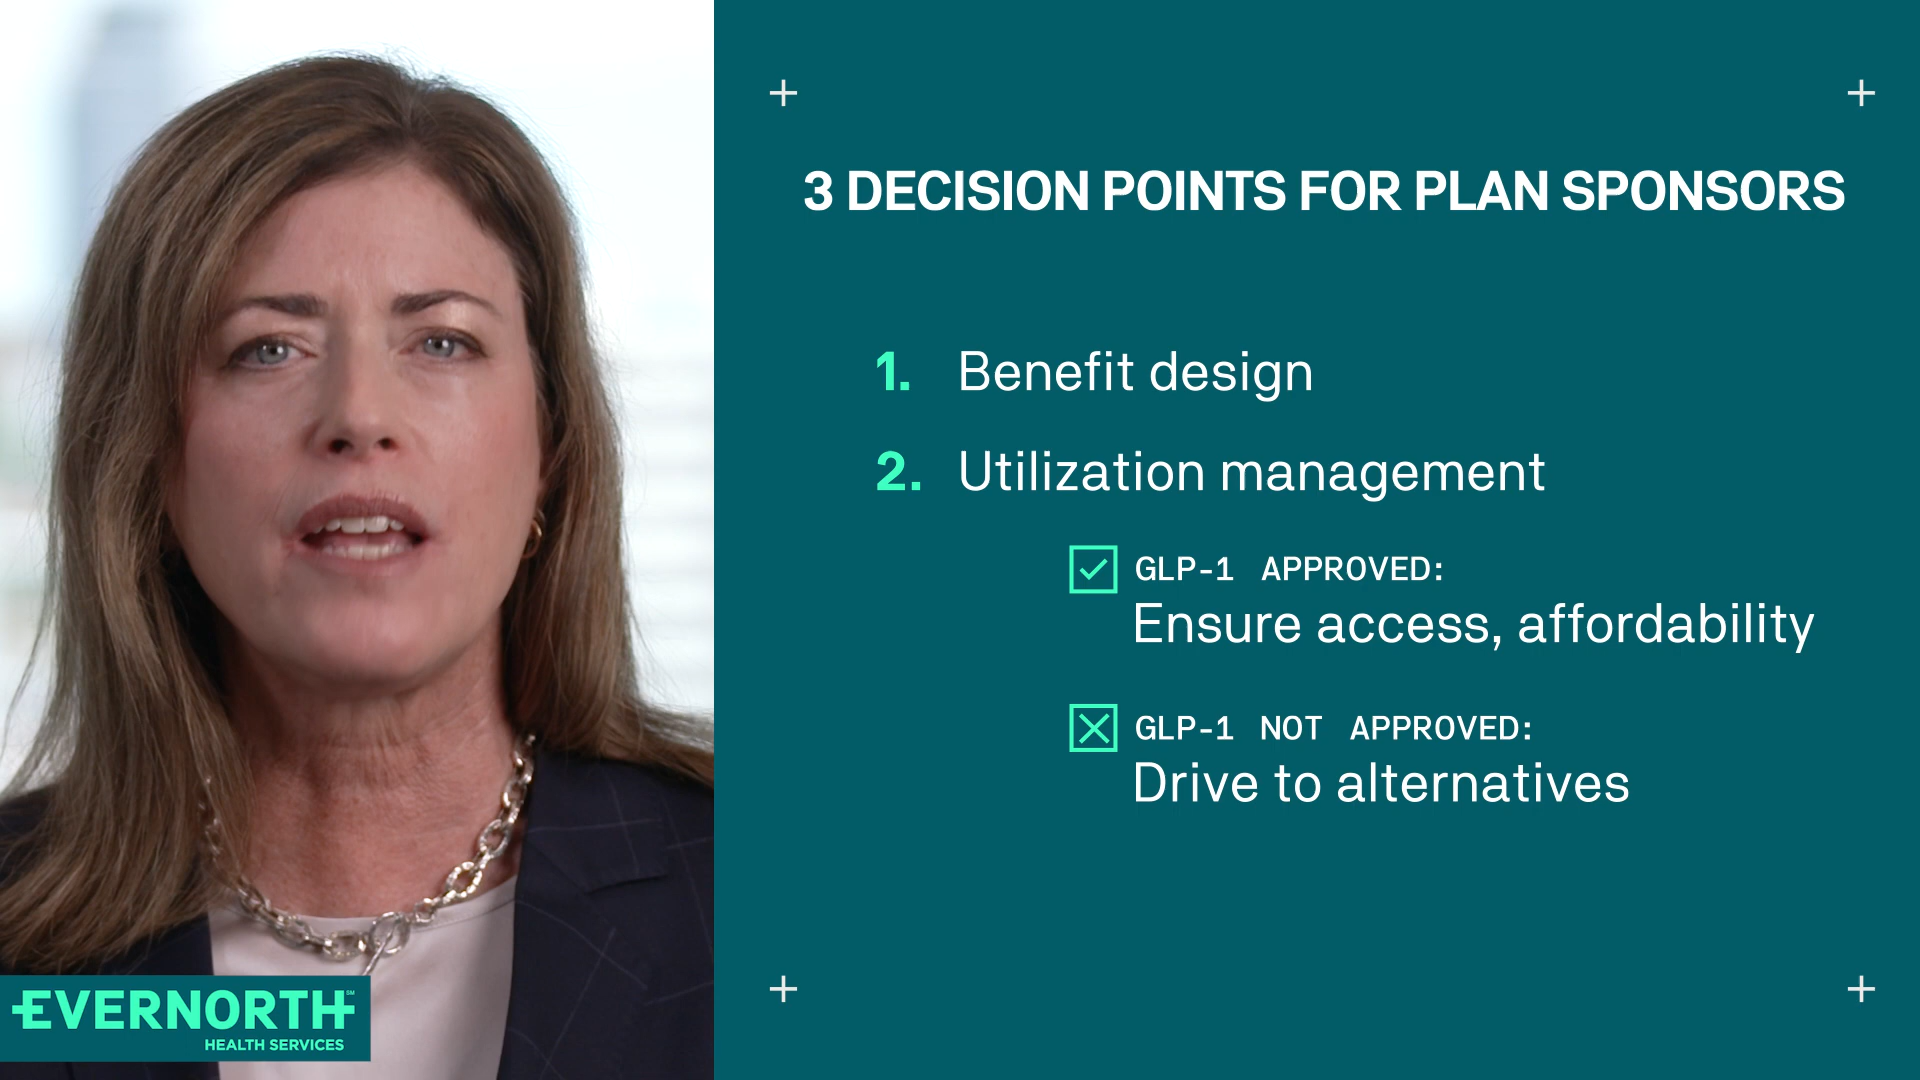 3 DECISION POINTS FOR PLAN SPONSORS
1. Benefit design
2. Utilization management
GLP-1 APPROVED:
Ensure access, affordability
GLP-1 NOT APPROVED:
Drive to alternatives
EVERNORTH℠
HEALTH SERVICES